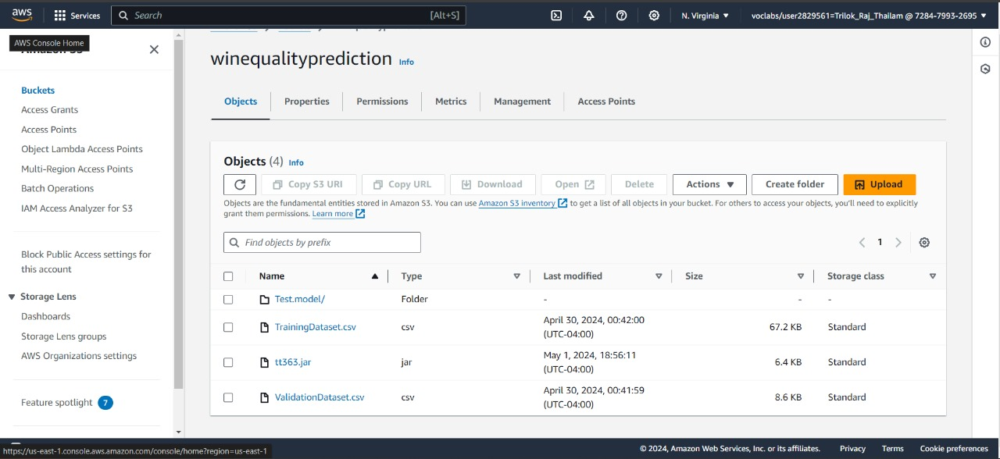 aws
Services
Search
[Alt+S]
N. Virginia
voclabs/user2829561=Trilok_Raj_Thailam @ 7284-7993-2695
AWS Console Home
Buckets
Access Grants
Access Points
Object Lambda Access Points
Multi-Region Access Points
Batch Operations
IAM Access Analyzer for S3
Block Public Access settings for
this account
Storage Lens
Dashboards
Storage Lens groups
AWS Organizations settings
Feature spotlight 7
https://us-east-1.console.aws.amazon.com/console/home?region=us-east-1
winequalityprediction Info
Objects
Properties
Permissions
Metrics
Management
Access Points
Objects (4) Info
Copy S3 URI
Copy URL
Download
Open
Delete
Actions
Create folder
Upload
Objects are the fundamental entities stored in Amazon S3. You can use Amazon S3 inventory to get a list of all objects in your bucket. For others to access your objects, you'll need to explicitly
grant them permissions. Learn more
Find objects by prefix
1
Name Type Last modified Size Storage class
Test.model/ Folder - - -
TrainingDataset.csv csv April 30, 2024, 00:42:00 67.2 KB Standard
(UTC-04:00)
tt363.jar jar May 1, 2024, 18:56:11 6.4 KB Standard
(UTC-04:00)
ValidationDataset.csv csv April 30, 2024, 00:41:59 8.6 KB Standard
(UTC-04:00)
© 2024, Amazon Web Services, Inc. or its affiliates.
Privacy
Terms
Cookie preferences